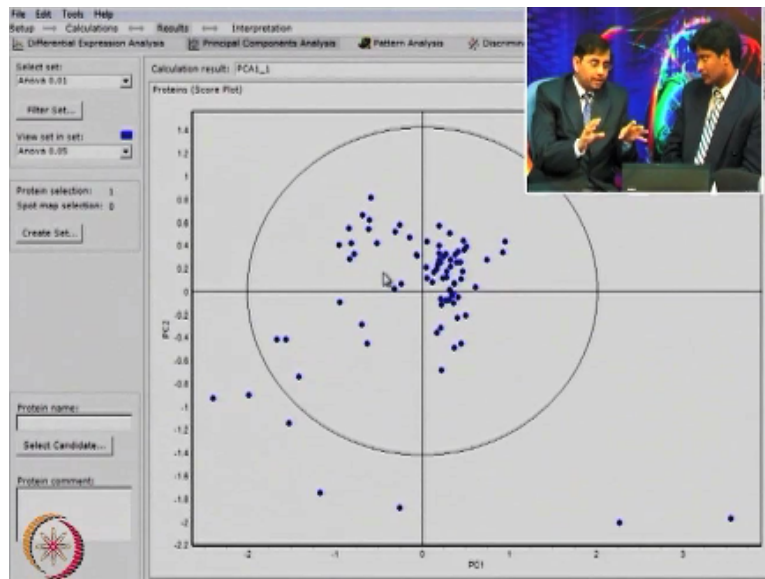 File Edit Tools Help
Setup Calculations Results Interpretation
Differential Expression Analysis Principal Components Analysis Pattern Analysis Discrimin
Select set:
Anova 0.01
Filter Set...
View set in set:
Anova 0.05
Protein selection: 1
Spot map selection: 0
Create Set...
Protein name:
Select Candidate...
Protein comment:
Calculation result: PCA1_1
Proteins (Score Plot)
1.4
1.2
1
0.8
0.6
0.4
0.2
0
-0.2
-0.4
-0.6
-0.8
-1
-1.2
-1.4
-1.6
-1.8
-2
-2.2
PC2
-2 -1 0 1 2 3
PC1